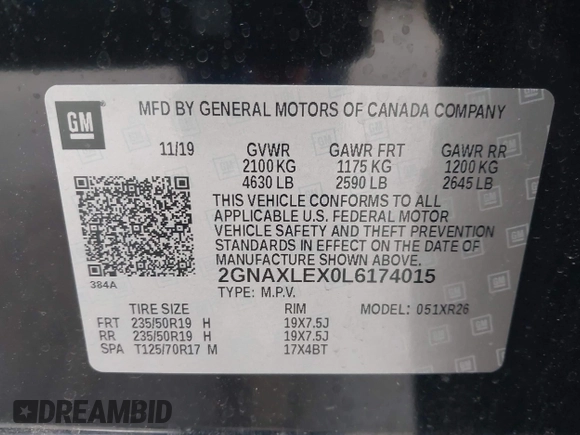 GM
MFD BY GENERAL MOTORS OF CANADA COMPANY
11/19 GVWR GAWR FRT GAWR RR
2100 KG 1175 KG 1200 KG
4630 LB 2590 LB 2645 LB
THIS VEHICLE CONFORMS TO ALL
APPLICABLE U.S. FEDERAL MOTOR
VEHICLE SAFETY AND THEFT PREVENTION
STANDARDS IN EFFECT ON THE DATE OF
MANUFACTURE SHOWN ABOVE.
384A
2GNAXLEX0L6174015
TYPE: M.P.V. MODEL: 051XR26
TIRE SIZE RIM
FRT 235/50R19 H 19X7.5J
RR 235/50R19 H 19X7.5J
SPA T125/70R17 M 17X4BT
DREAMBID